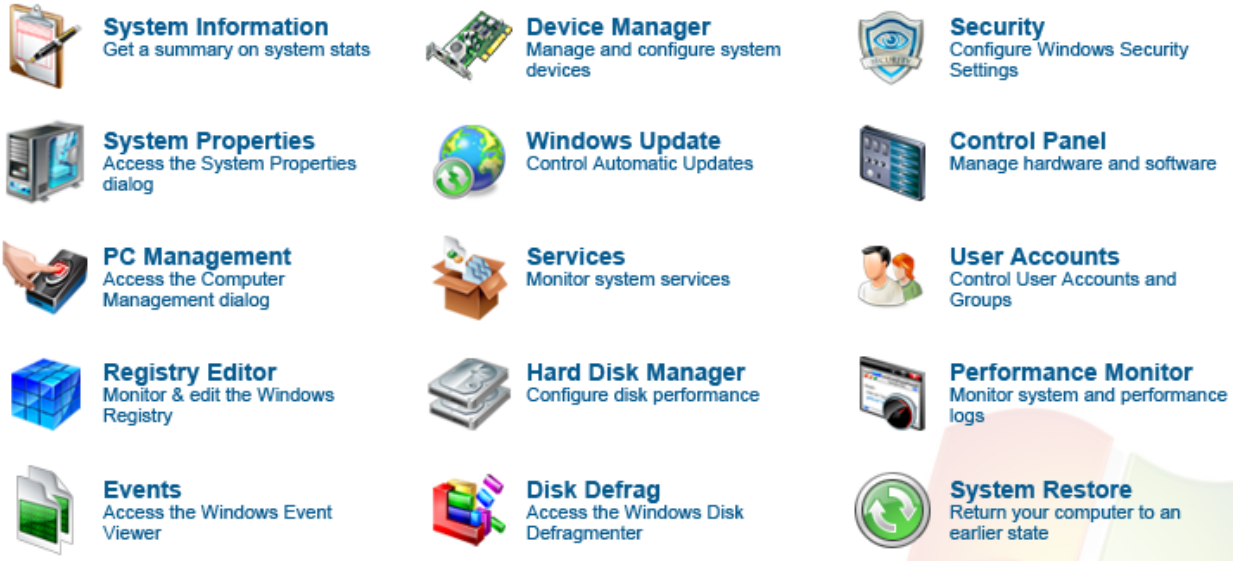 System Information
Get a summary on system stats
Device Manager
Manage and configure system
devices
SECURITY
Security
Configure Windows Security
Settings
System Properties
Access the System Properties
dialog
Windows Update
Control Automatic Updates
Control Panel
Manage hardware and software
PC Management
Access the Computer
Management dialog
Services
Monitor system services
User Accounts
Control User Accounts and
Groups
Registry Editor
Monitor & edit the Windows
Registry
Hard Disk Manager
Configure disk performance
Performance Monitor
Monitor system and performance
logs
Events
Access the Windows Event
Viewer
Disk Defrag
Access the Windows Disk
Defragmenter
System Restore
Return your computer to an
earlier state